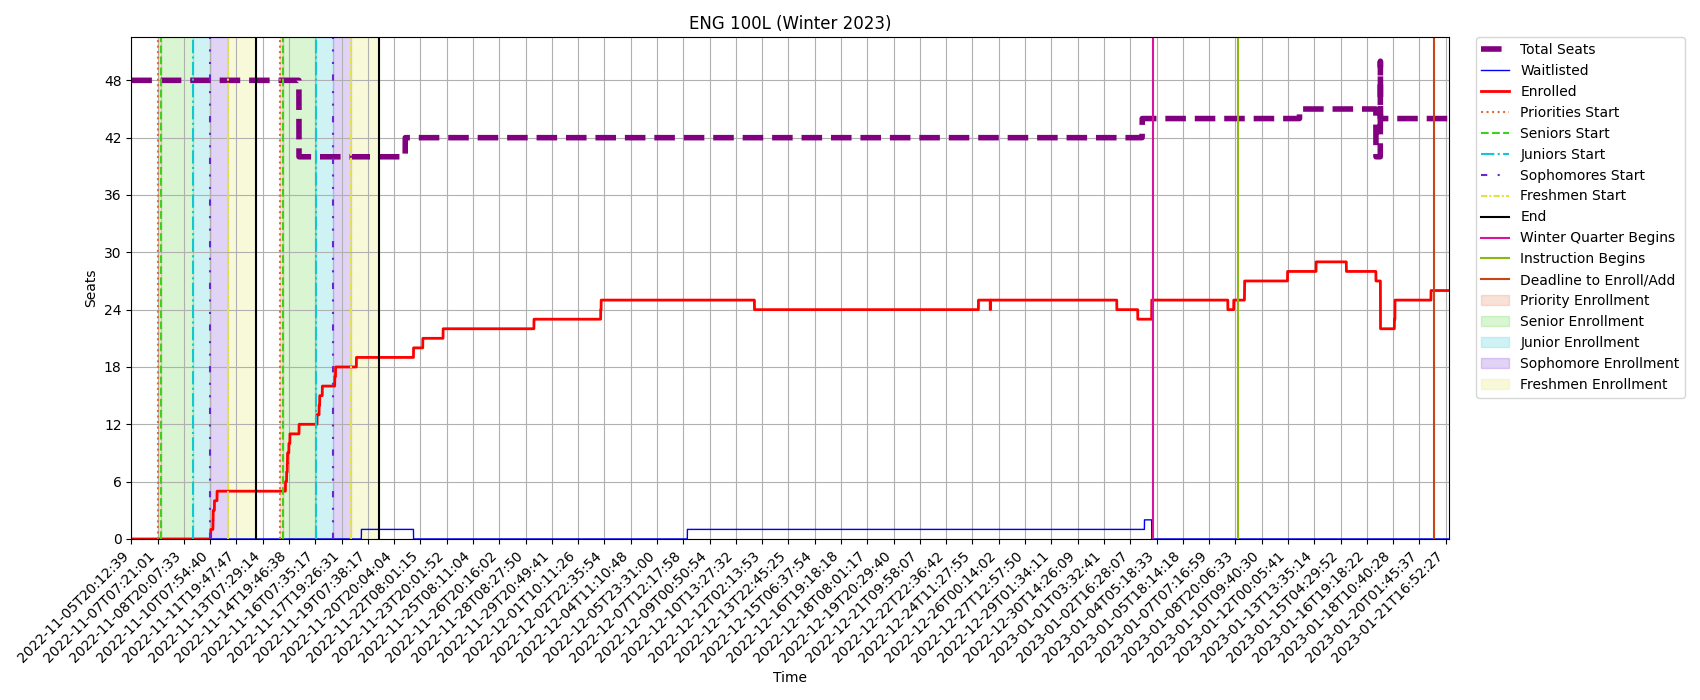 ENG 100L (Winter 2023)
Seats
48
42
36
30
24
18
12
6
0
2022-11-05T20:12:39
2022-11-07T07:21:01
2022-11-08T20:07:33
2022-11-10T07:54:40
2022-11-11T19:47:47
2022-11-13T07:29:14
2022-11-14T19:46:38
2022-11-16T07:35:17
2022-11-17T19:26:31
2022-11-19T07:38:17
2022-11-20T20:04:04
2022-11-22T08:01:15
2022-11-23T20:01:52
2022-11-25T08:11:04
2022-11-26T20:16:02
2022-11-28T08:27:50
2022-11-29T20:49:41
2022-12-01T10:11:26
2022-12-02T22:35:54
2022-12-04T11:10:48
2022-12-05T23:31:00
2022-12-07T12:17:58
2022-12-09T00:50:54
2022-12-10T13:27:32
2022-12-12T02:13:53
2022-12-13T22:45:25
2022-12-15T06:37:54
2022-12-16T19:18:18
2022-12-18T08:01:17
2022-12-19T20:29:40
2022-12-21T09:58:07
2022-12-22T22:36:42
2022-12-24T11:27:55
2022-12-26T00:14:02
2022-12-27T12:57:50
2022-12-29T01:34:11
2022-12-30T14:26:09
2023-01-01T03:32:41
2023-01-02T16:28:07
2023-01-04T05:18:33
2023-01-05T18:14:18
2023-01-07T07:16:59
2023-01-08T20:06:33
2023-01-10T09:40:30
2023-01-12T00:05:41
2023-01-13T13:35:14
2023-01-15T04:29:52
2023-01-16T19:18:22
2023-01-18T10:40:28
2023-01-20T01:45:37
2023-01-21T16:52:27
Time
Total Seats
Waitlisted
Enrolled
Priorities Start
Seniors Start
Juniors Start
Sophomores Start
Freshmen Start
End
Winter Quarter Begins
Instruction Begins
Deadline to Enroll/Add
Priority Enrollment
Senior Enrollment
Junior Enrollment
Sophomore Enrollment
Freshmen Enrollment